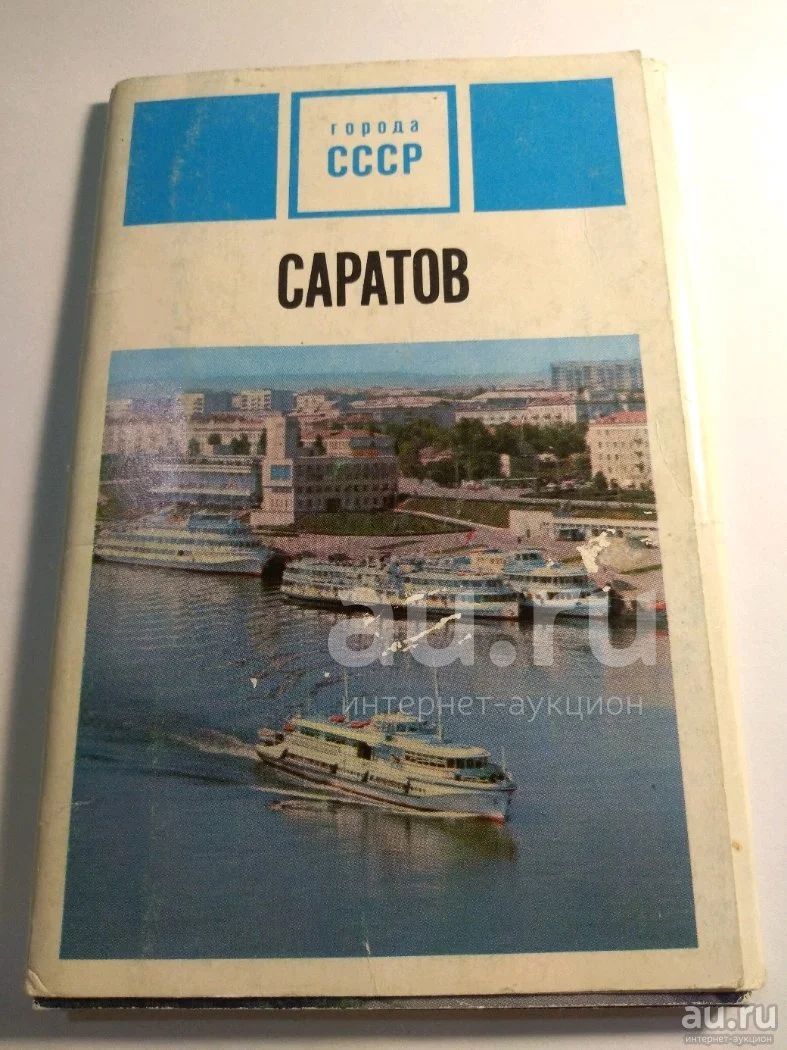 города
СССР
САРАТОВ
au.ru
интернет-аукцион
au.ru
интернет-аукцион